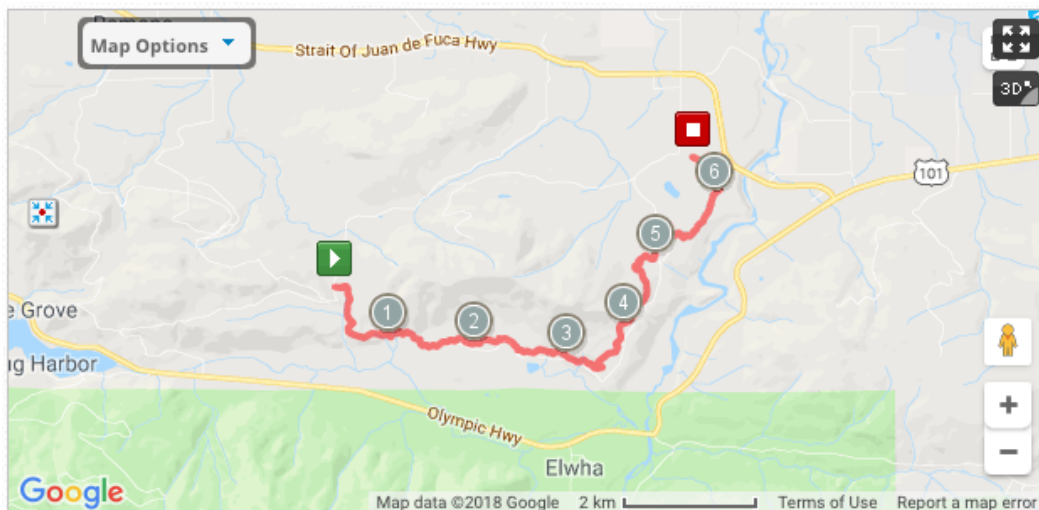 Map Options
Strait Of Juan de Fuca Hwy
3D
6
101
5
1
2
3
4
e Grove
ng Harbor
Olympic Hwy
Elwha
Google
Map data ©2018 Google
2 km
Terms of Use
Report a map error